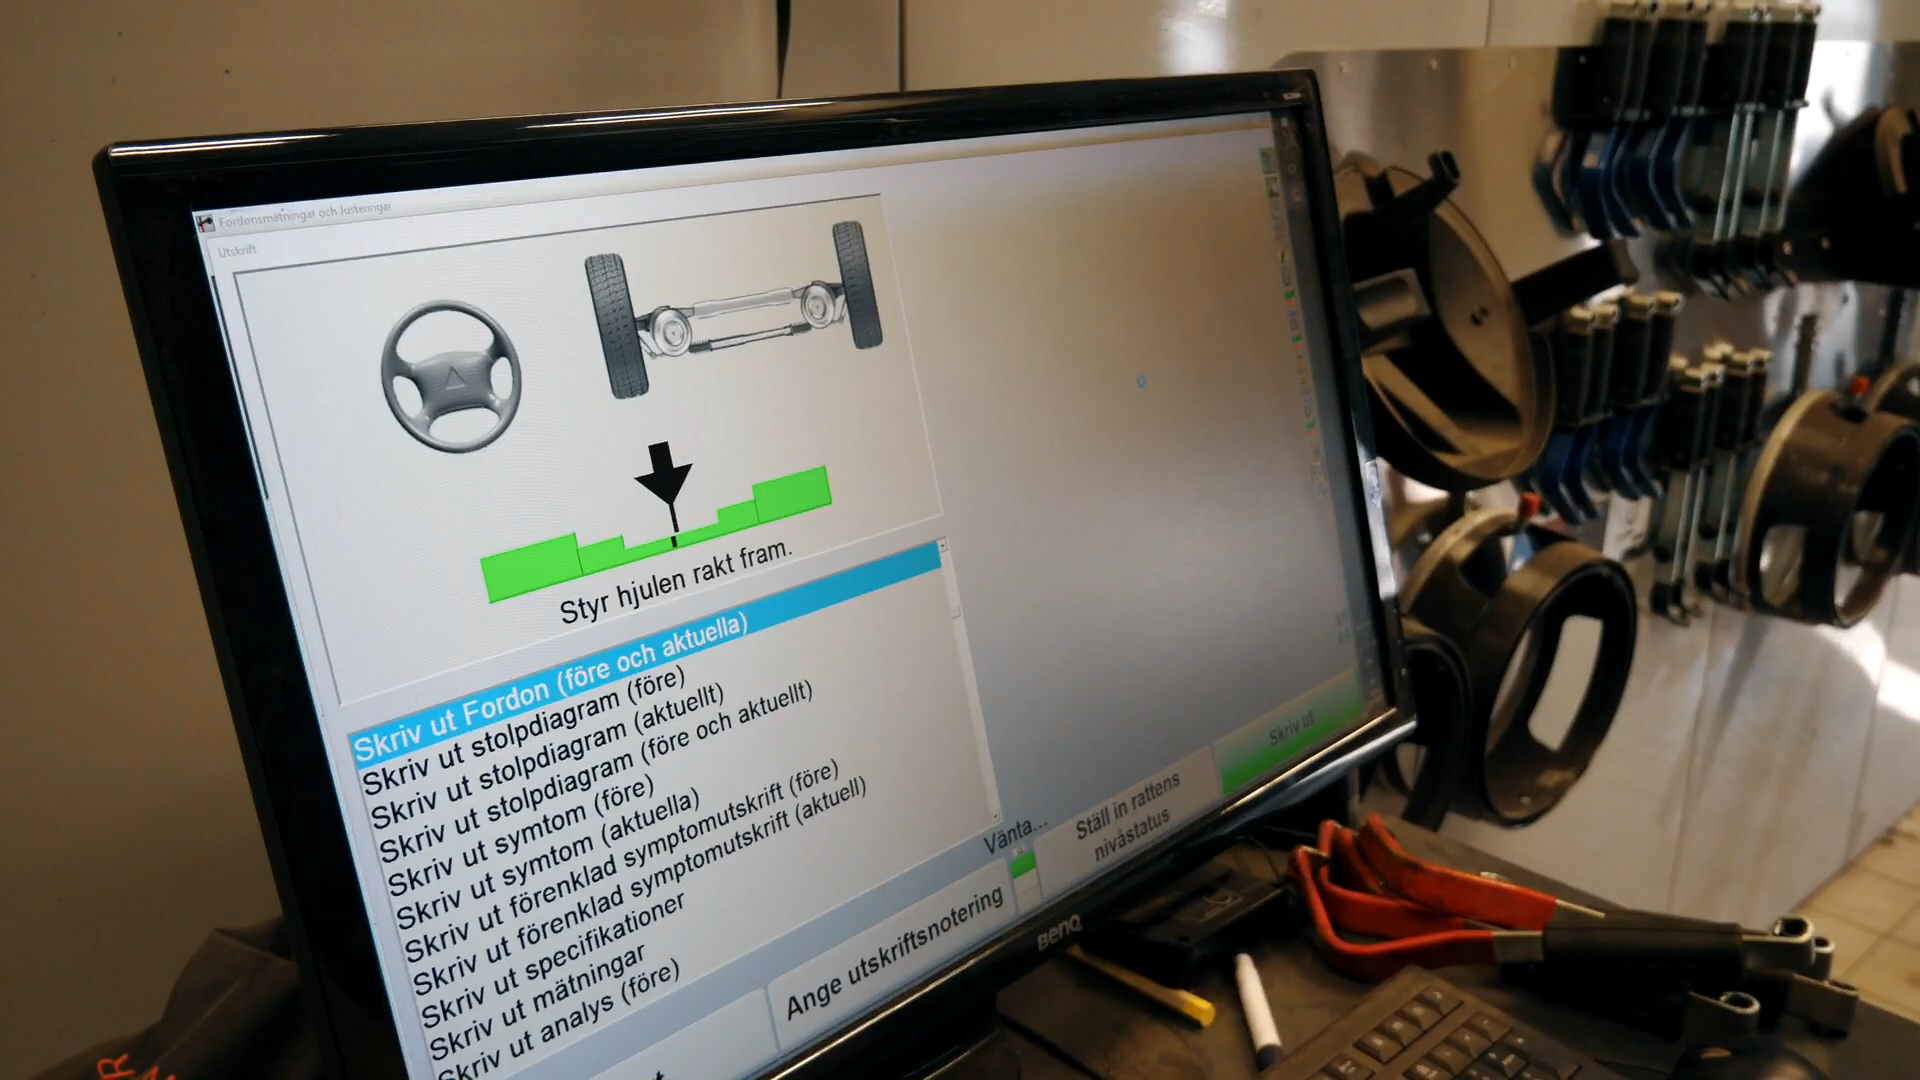 Fordonsmätningar och Justeringar
Utskrift
Styr hjulen rakt fram.
Skriv ut Fordon (före och aktuella)
Skriv ut stolpdiagram (före)
Skriv ut stolpdiagram (aktuellt)
Skriv ut stolpdiagram (före och aktuellt)
Skriv ut symtom (före)
Skriv ut symtom (aktuella)
Skriv ut förenklad symptomutskrift (före)
Skriv ut förenklad symptomutskrift (aktuell)
Skriv ut specifikationer
Skriv ut mätningar
Skriv ut analys (före)
Ange utskriftsnotering
Vänta...
Ställ in rattens
nivåstatus
Skriv ut
BenQ